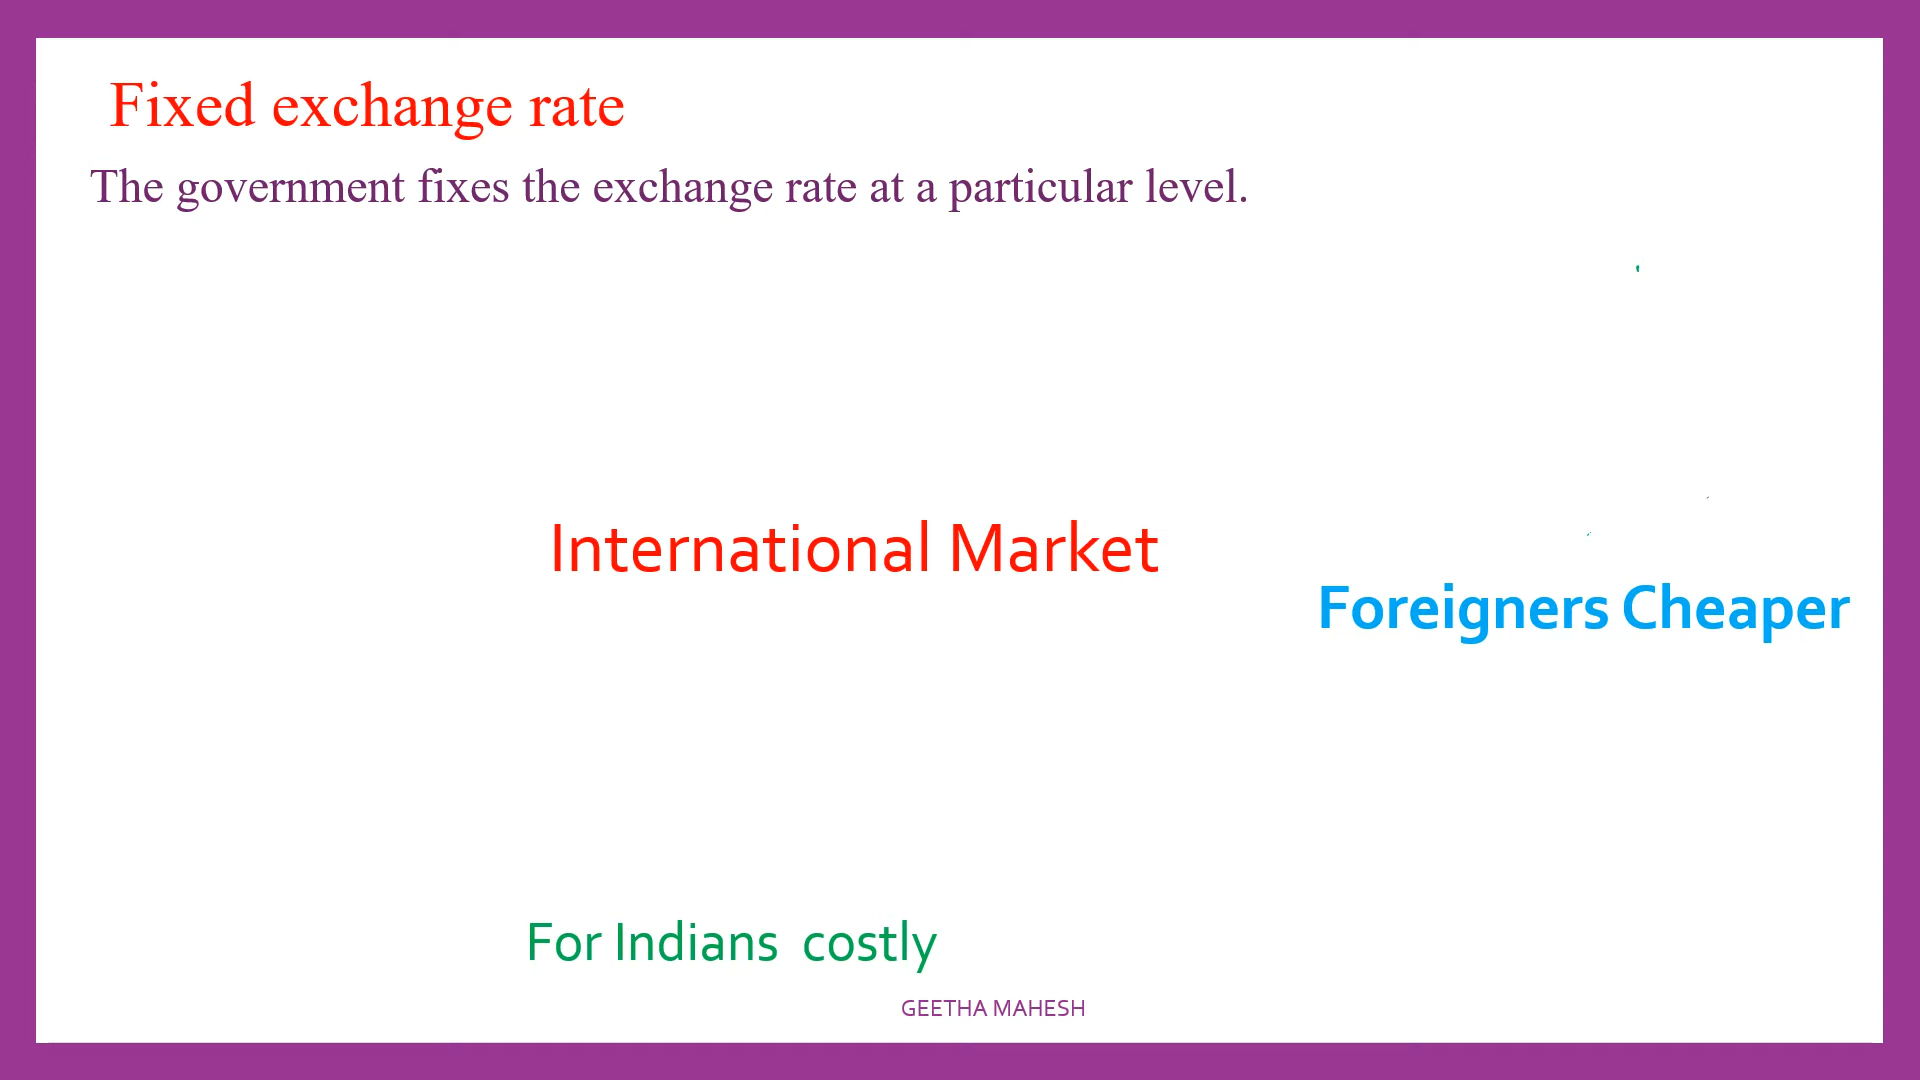 Fixed exchange rate
The government fixes the exchange rate at a particular level.
International Market
Foreigners Cheaper
For Indians costly
GEETHA MAHESH